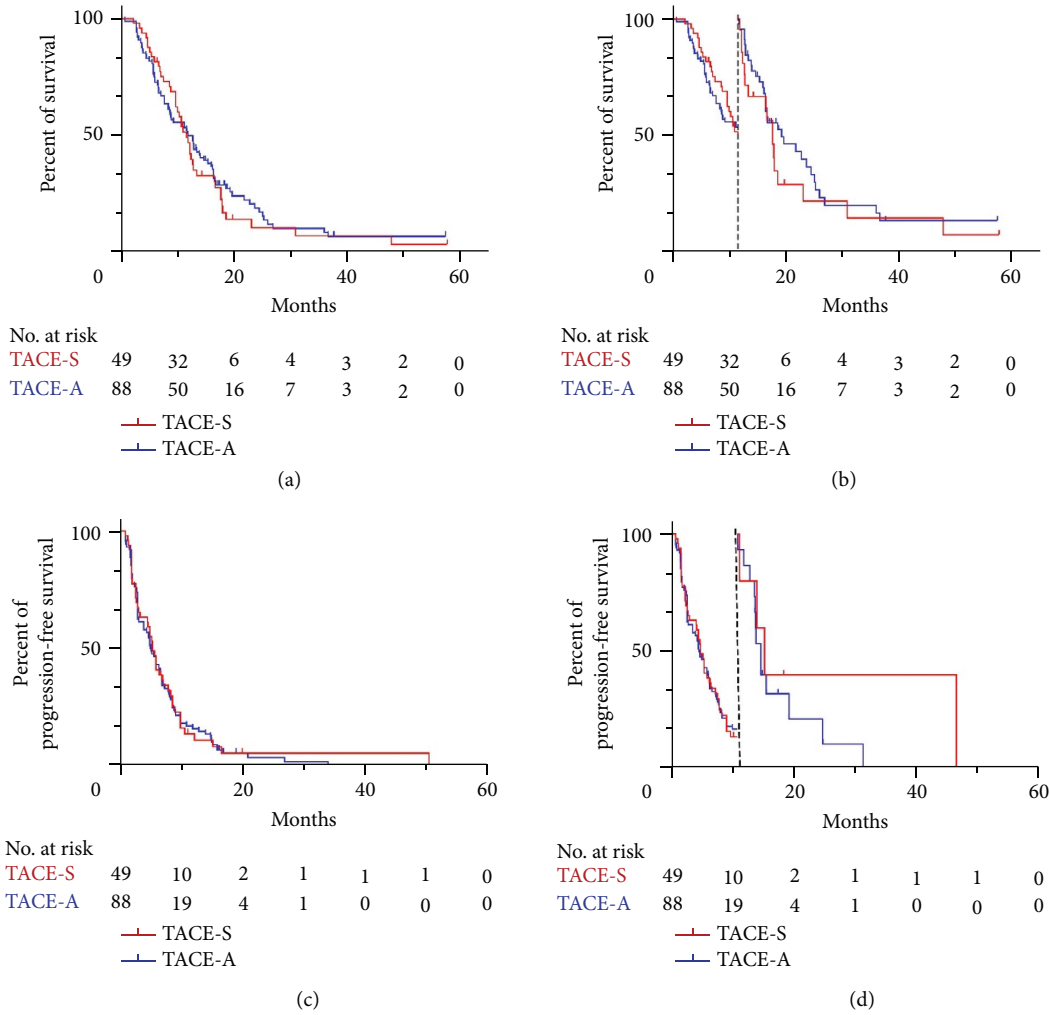 100
50
Percent of survival
0
20
40
60
Months
No. at risk
TACE-S 49 32 6 4 3 2 0
TACE-A 88 50 16 7 3 2 0
TACE-S
TACE-A
(a)
100
50
Percent of survival
0
20
40
60
Months
No. at risk
TACE-S 49 32 6 4 3 2 0
TACE-A 88 50 16 7 3 2 0
TACE-S
TACE-A
(b)
100
50
Percent of
progression-free survival
0
20
40
60
Months
No. at risk
TACE-S 49 10 2 1 1 1 0
TACE-A 88 19 4 1 0 0 0
TACE-S
TACE-A
(c)
100
50
Percent of
progression-free survival
0
20
40
60
Months
No. at risk
TACE-S 49 10 2 1 1 1 0
TACE-A 88 19 4 1 0 0 0
TACE-S
TACE-A
(d)